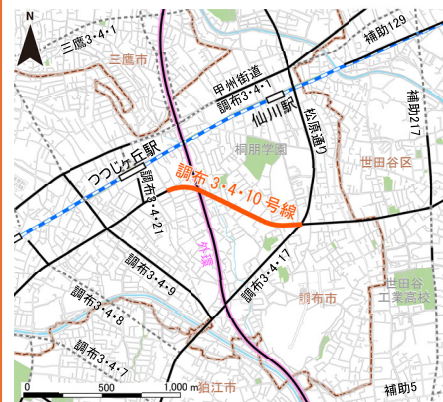 N
三鷹3・4・1
三鷹市
補助129
甲州街道
調布3・4・1
仙川駅
松原通り
補助217
桐朋学園
世田谷区
つつじヶ丘駅
調布3・4・21
調布3・4・10号線
外環
調布3・4・17
調布3・4・9
調布市
世田谷
工業高校
調布3・4・8
調布3・4・7
狛江市
補助5
0 500 1,000 m